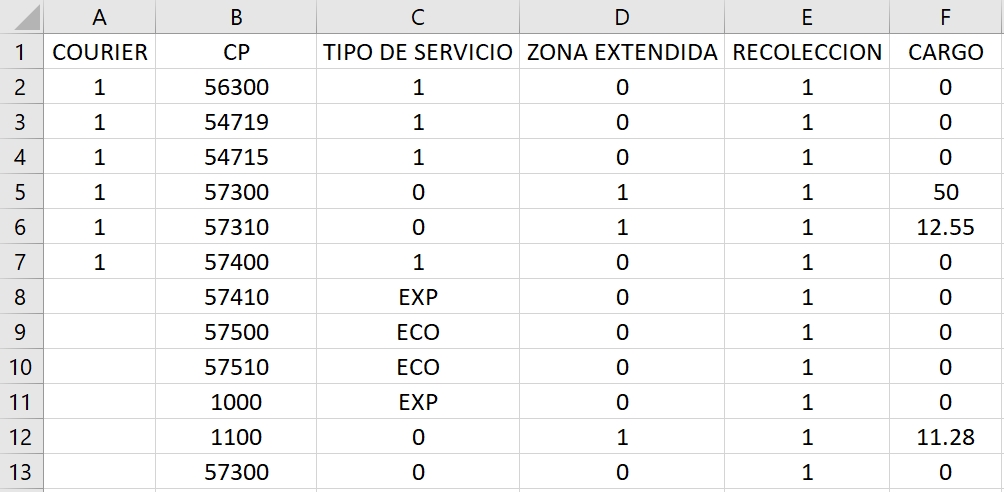 A B C D E F
1 COURIER CP TIPO DE SERVICIO ZONA EXTENDIDA RECOLECCION CARGO
2 1 56300 1 0 1 0
3 1 54719 1 0 1 0
4 1 54715 1 0 1 0
5 1 57300 0 1 1 50
6 1 57310 0 1 1 12.55
7 1 57400 1 0 1 0
8 57410 EXP 0 1 0
9 57500 ECO 0 1 0
10 57510 ECO 0 1 0
11 1000 EXP 0 1 0
12 1100 0 1 1 11.28
13 57300 0 0 1 0